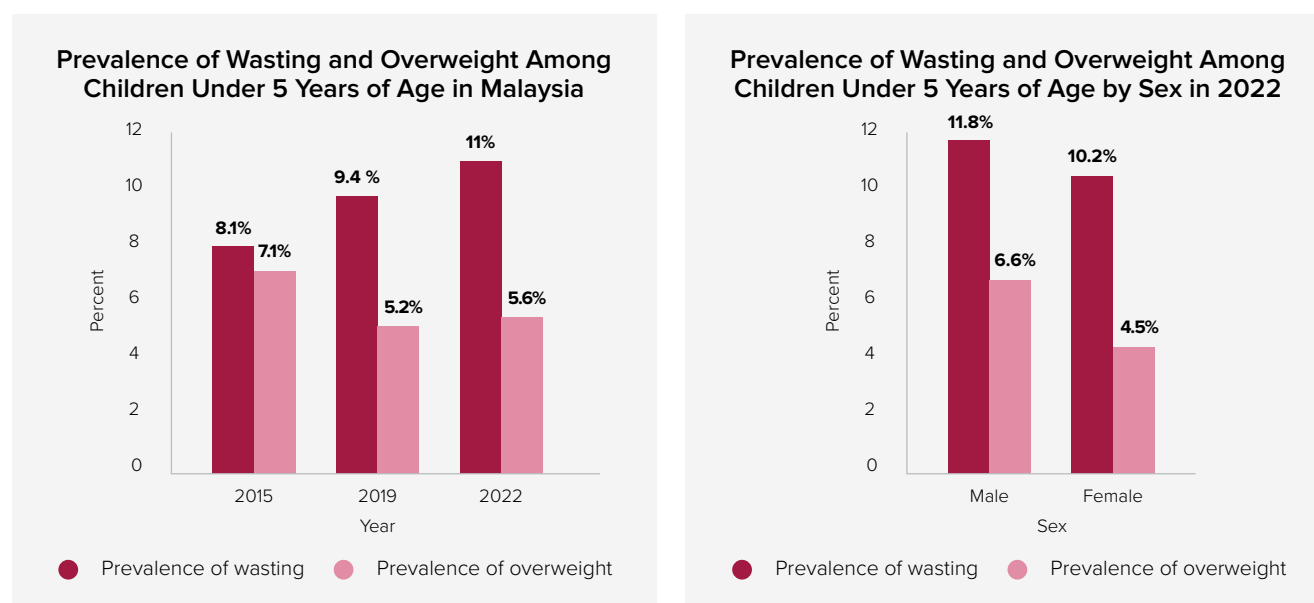 Prevalence of Wasting and Overweight Among
Children Under 5 Years of Age in Malaysia
12
10
8
6
4
2
0
Percent
8.1%
7.1%
9.4 %
5.2%
11%
5.6%
2015
2019
2022
Year
Prevalence of wasting
Prevalence of overweight
Prevalence of Wasting and Overweight Among
Children Under 5 Years of Age by Sex in 2022
12
10
8
6
4
2
0
Percent
11.8%
6.6%
10.2%
4.5%
Male
Female
Sex
Prevalence of wasting
Prevalence of overweight